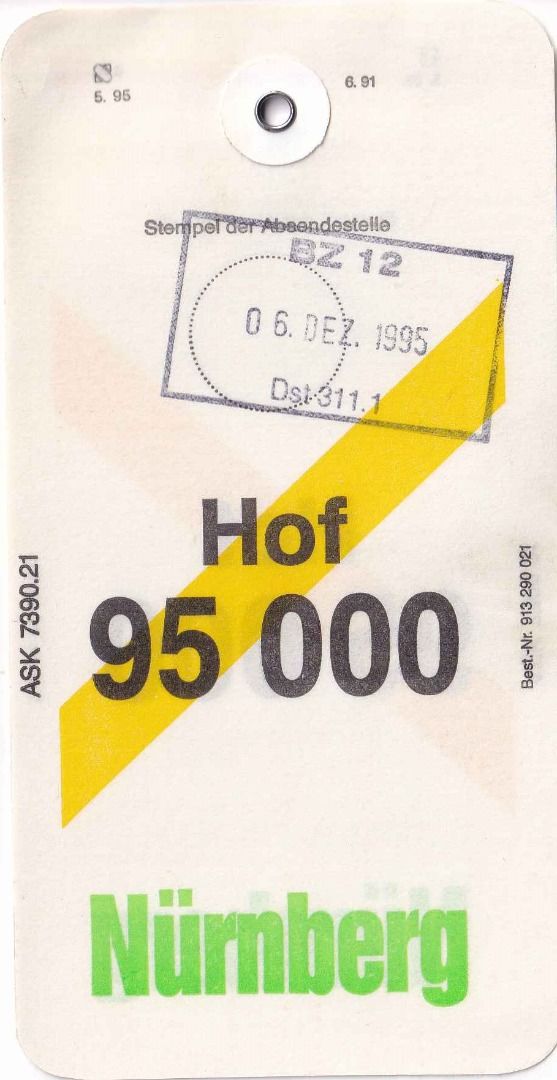 5. 95
6. 91
Stempel der Absendestelle
BZ 12
06. DEZ. 1995
Dst 311.1
Hof
95 000
ASK 7390.21
Best.-Nr. 913 290 021
Nürnberg